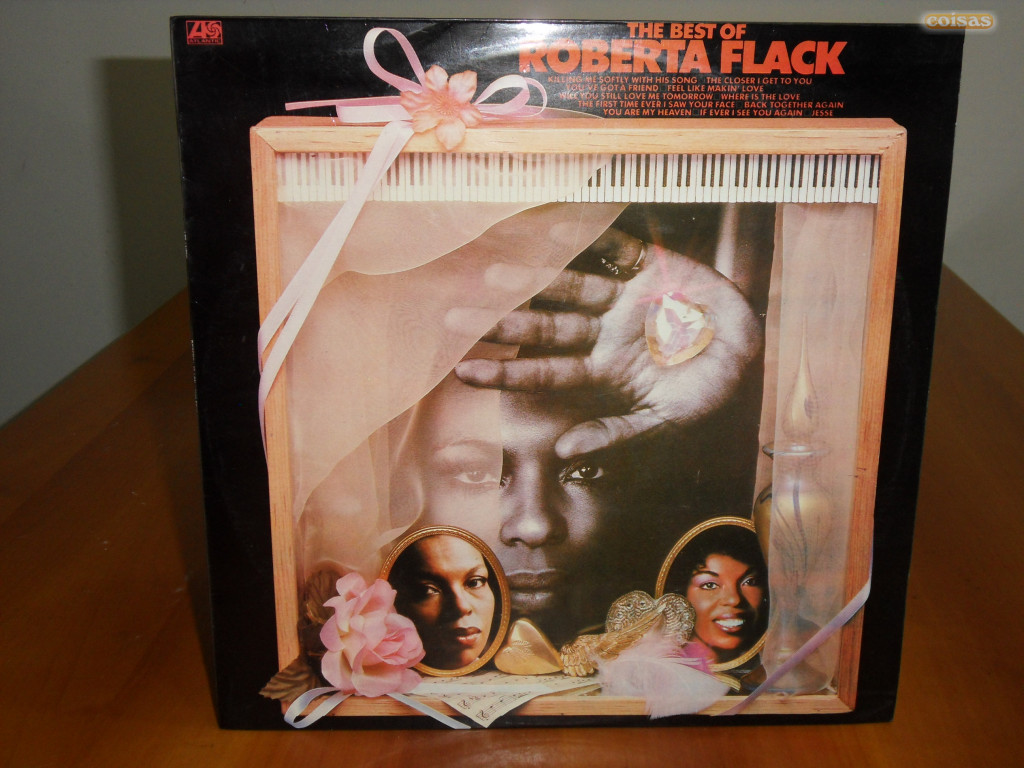 coisas
ATLANTIC
THE BEST OF
ROBERTA FLACK
KILLING ME SOFTLY WITH HIS SONG THE CLOSER I GET TO YOU
YOU'VE GOT A FRIEND FEEL LIKE MAKIN' LOVE
WILL YOU STILL LOVE ME TOMORROW WHERE IS THE LOVE
THE FIRST TIME EVER I SAW YOUR FACE BACK TOGETHER AGAIN
YOU ARE MY HEAVEN IF EVER I SEE YOU AGAIN JESSE